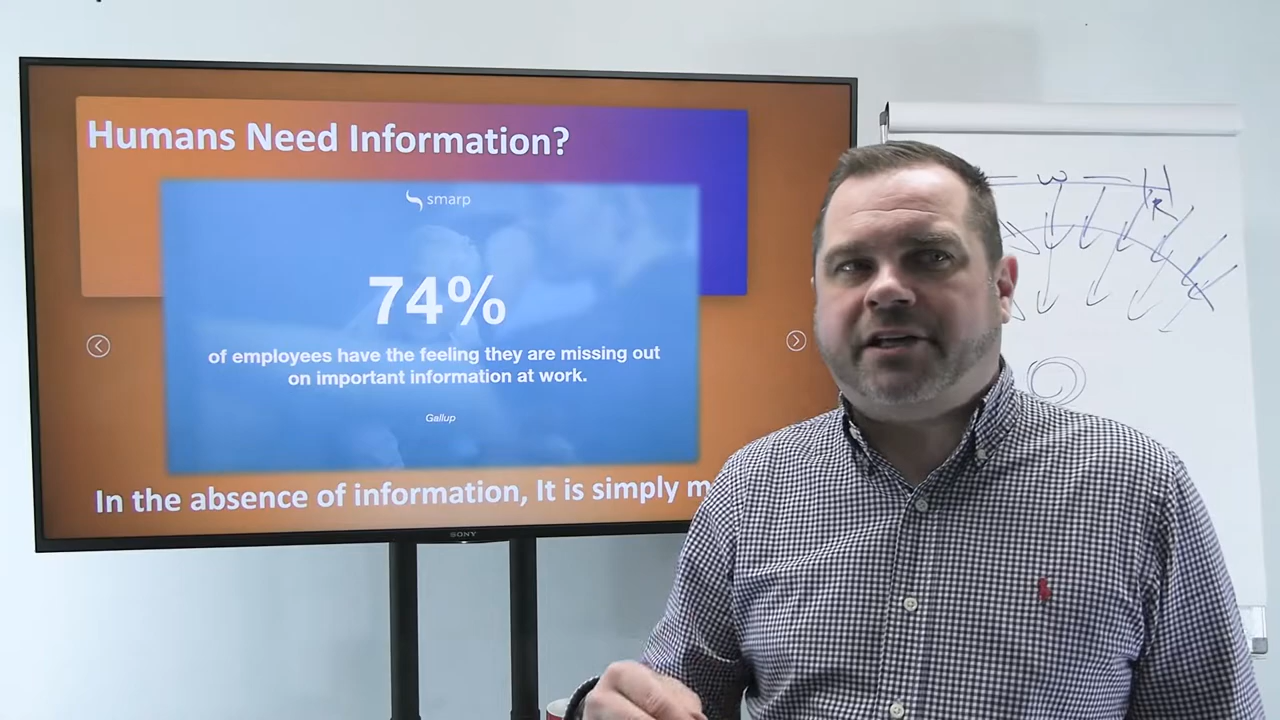 Humans Need Information?
smarp
74%
of employees have the feeling they are missing out
on important information at work.
Gallup
In the absence of information, It is simply m
SONY
W
R